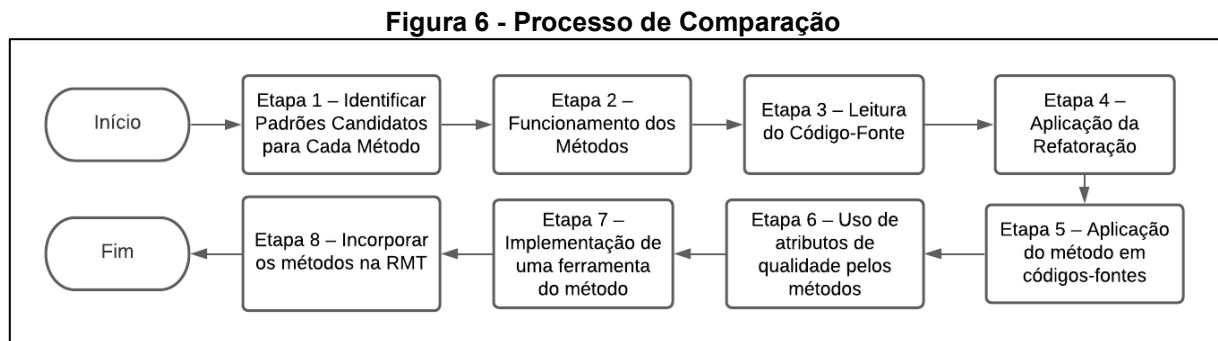 Figura 6 - Processo de Comparação
Início
Etapa 1 – Identificar
Padrões Candidatos
para Cada Método
Etapa 2 –
Funcionamento dos
Métodos
Etapa 3 – Leitura
do Código-Fonte
Etapa 4 –
Aplicação da
Refatoração
Etapa 5 – Aplicação
do método em
códigos-fontes
Etapa 6 – Uso de
atributos de
qualidade pelos
métodos
Etapa 7 –
Implementação de
uma ferramenta
do método
Etapa 8 – Incorporar
os métodos na RMT
Fim